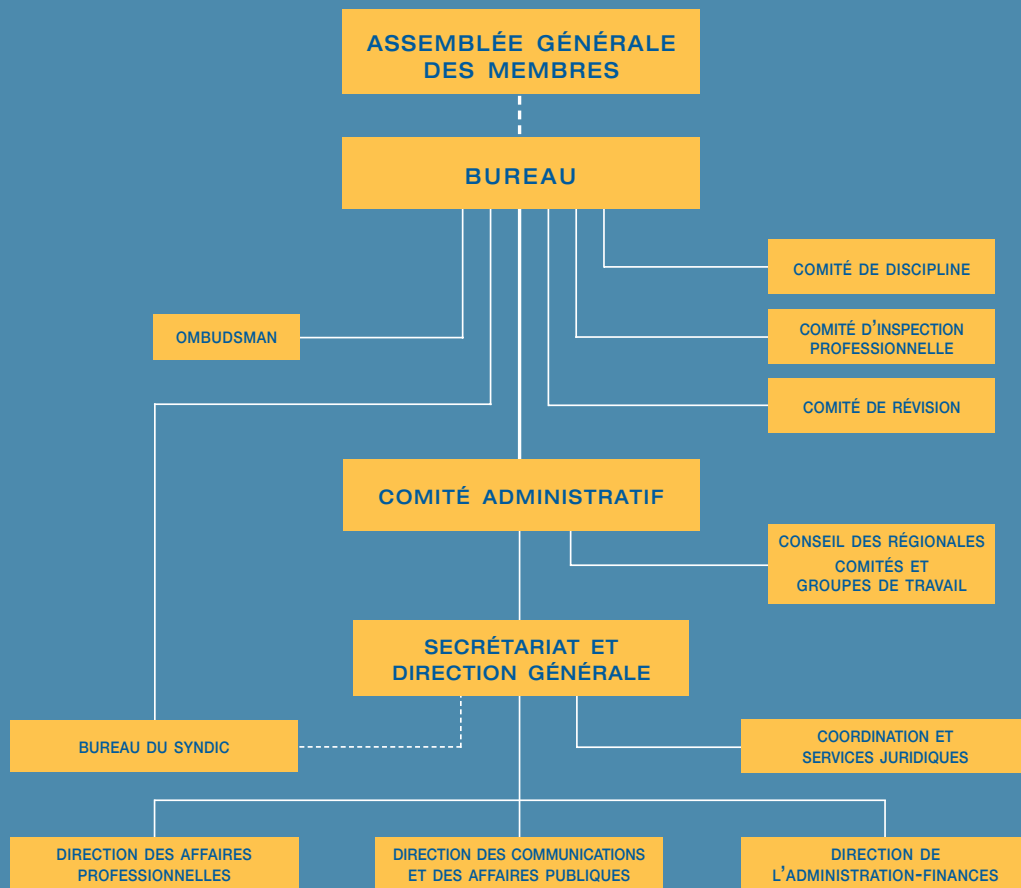 ASSEMBLÉE GÉNÉRALE
DES MEMBRES
BUREAU
COMITÉ DE DISCIPLINE
OMBUDSMAN
COMITÉ D'INSPECTION
PROFESSIONNELLE
COMITÉ DE RÉVISION
COMITÉ ADMINISTRATIF
CONSEIL DES RÉGIONALES
COMITÉS ET
GROUPES DE TRAVAIL
SECRÉTARIAT ET
DIRECTION GÉNÉRALE
BUREAU DU SYNDIC
COORDINATION ET
SERVICES JURIDIQUES
DIRECTION DES AFFAIRES
PROFESSIONNELLES
DIRECTION DES COMMUNICATIONS
ET DES AFFAIRES PUBLIQUES
DIRECTION DE
L'ADMINISTRATION-FINANCES